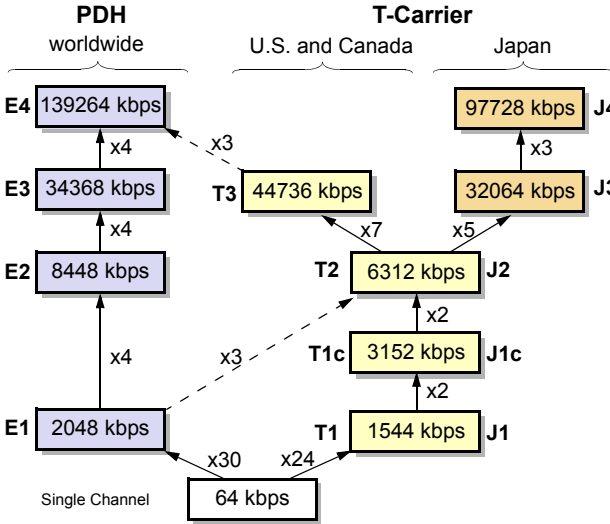 PDH T-Carrier
worldwide U.S. and Canada Japan
E4 139264 kbps 97728 kbps J4
x4 x3 x3
E3 34368 kbps T3 44736 kbps 32064 kbps J3
x4 x7 x5
E2 8448 kbps T2 6312 kbps J2
x4 x3 x2
T1c 3152 kbps J1c
x2
E1 2048 kbps T1 1544 kbps J1
x30 x24
Single Channel 64 kbps